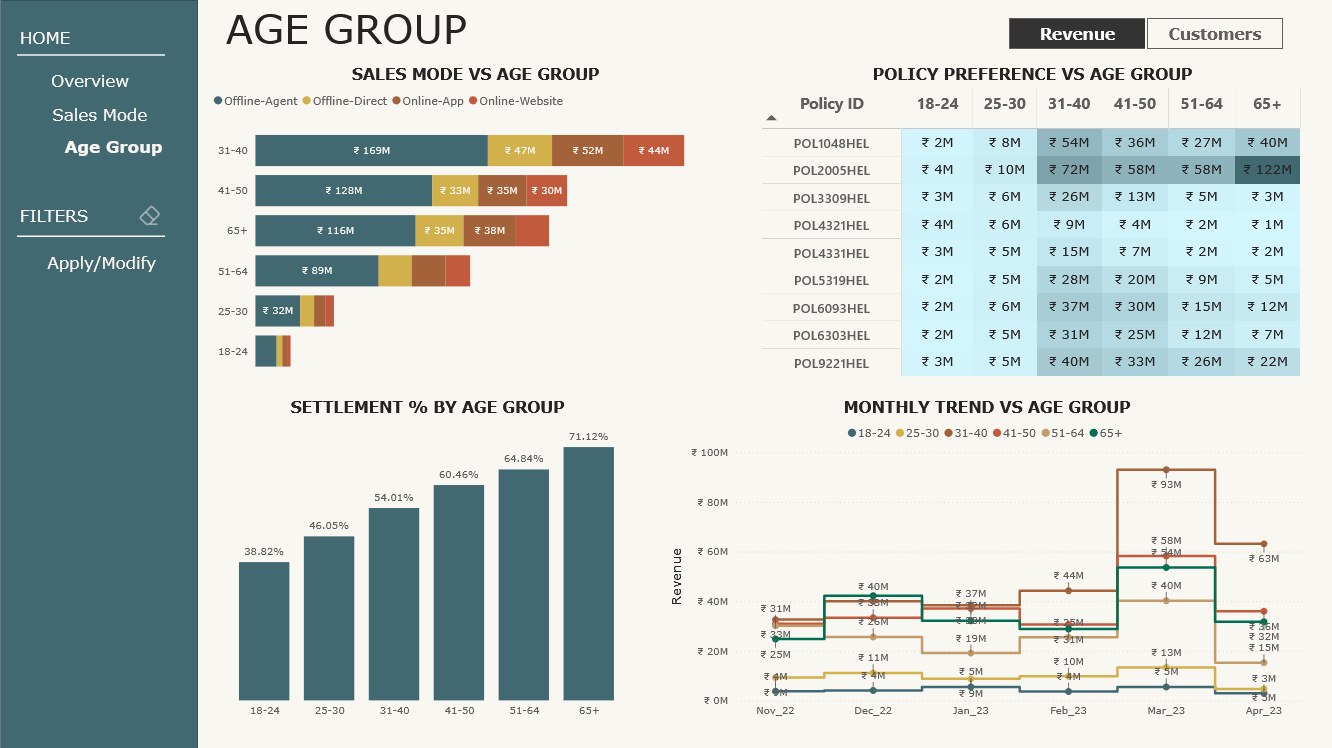 HOME
Overview
Sales Mode
Age Group
FILTERS
Apply/Modify
AGE GROUP
Revenue
Customers
SALES MODE VS AGE GROUP
Offline-Agent Offline-Direct Online-App Online-Website
31-40 ₹ 169M ₹ 47M ₹ 52M ₹ 44M
41-50 ₹ 128M ₹ 33M ₹ 35M ₹ 30M
65+ ₹ 116M ₹ 35M ₹ 38M
51-64 ₹ 89M
25-30 ₹ 32M
18-24
POLICY PREFERENCE VS AGE GROUP
Policy ID 18-24 25-30 31-40 41-50 51-64 65+
POL1048HEL ₹ 2M ₹ 8M ₹ 54M ₹ 36M ₹ 27M ₹ 40M
POL2005HEL ₹ 4M ₹ 10M ₹ 72M ₹ 58M ₹ 58M ₹ 122M
POL3309HEL ₹ 3M ₹ 6M ₹ 26M ₹ 13M ₹ 5M ₹ 3M
POL4321HEL ₹ 4M ₹ 6M ₹ 9M ₹ 4M ₹ 2M ₹ 1M
POL4331HEL ₹ 3M ₹ 5M ₹ 15M ₹ 7M ₹ 2M ₹ 2M
POL5319HEL ₹ 2M ₹ 5M ₹ 28M ₹ 20M ₹ 9M ₹ 5M
POL6093HEL ₹ 2M ₹ 6M ₹ 37M ₹ 30M ₹ 15M ₹ 12M
POL6303HEL ₹ 2M ₹ 5M ₹ 31M ₹ 25M ₹ 12M ₹ 7M
POL9221HEL ₹ 3M ₹ 5M ₹ 40M ₹ 33M ₹ 26M ₹ 22M
SETTLEMENT % BY AGE GROUP
38.82% 46.05% 54.01% 60.46% 64.84% 71.12%
18-24 25-30 31-40 41-50 51-64 65+
MONTHLY TREND VS AGE GROUP
18-24 25-30 31-40 41-50 51-64 65+
Revenue
₹ 100M
₹ 80M
₹ 60M
₹ 40M
₹ 20M
₹ 0M
₹ 31M
₹ 33M
₹ 25M
₹ 4M
₹ 40M
₹ 26M
₹ 11M
₹ 4M
₹ 37M
₹ 19M
₹ 5M
₹ 9M
₹ 44M
₹ 25M
₹ 31M
₹ 10M
₹ 4M
₹ 93M
₹ 58M
₹ 54M
₹ 40M
₹ 13M
₹ 5M
₹ 63M
₹ 36M
₹ 32M
₹ 15M
₹ 3M
₹ 5M
Nov_22 Dec_22 Jan_23 Feb_23 Mar_23 Apr_23